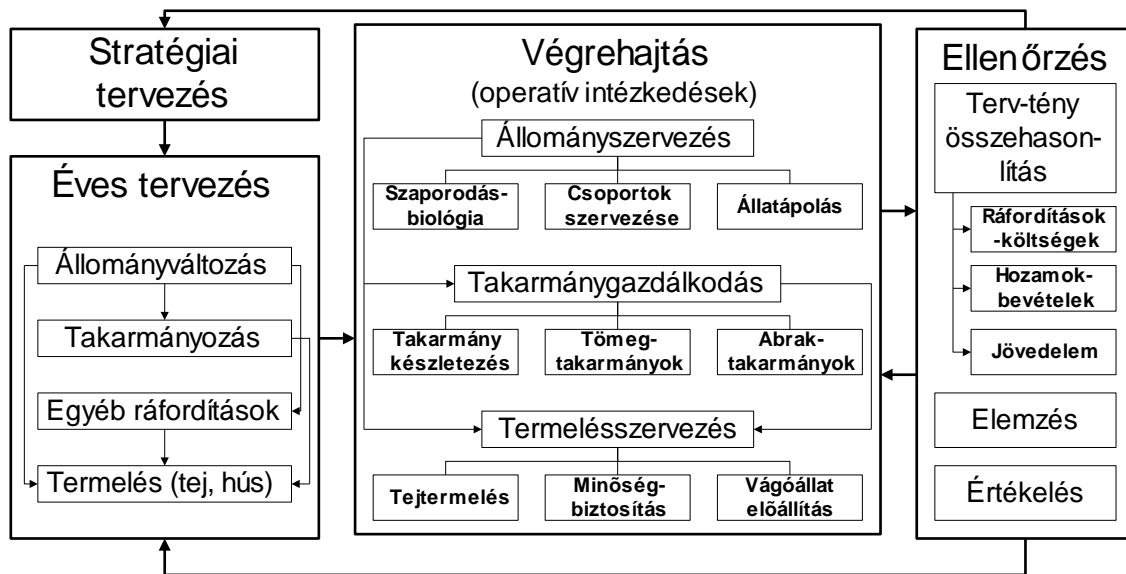 Stratégiai
tervezés
Éves tervezés
Állományváltozás
Takarmányozás
Egyéb ráfordítások
Termelés (tej, hús)
Végrehajtás
(operatív intézkedések)
Állományszervezés
Szaporodás-
biológia
Csoportok
szervezése
Állatápolás
Takarmánygazdálkodás
Takarmány
készletezés
Tömeg-
takarmányok
Abrak-
takarmányok
Termelésszervezés
Tejtermelés
Minõség-
biztosítás
Vágóállat
elõállítás
Ellenőrzés
Terv-tény
összehason-
lítás
Ráfordítások
-költségek
Hozamok-
bevételek
Jövedelem
Elemzés
Értékelés